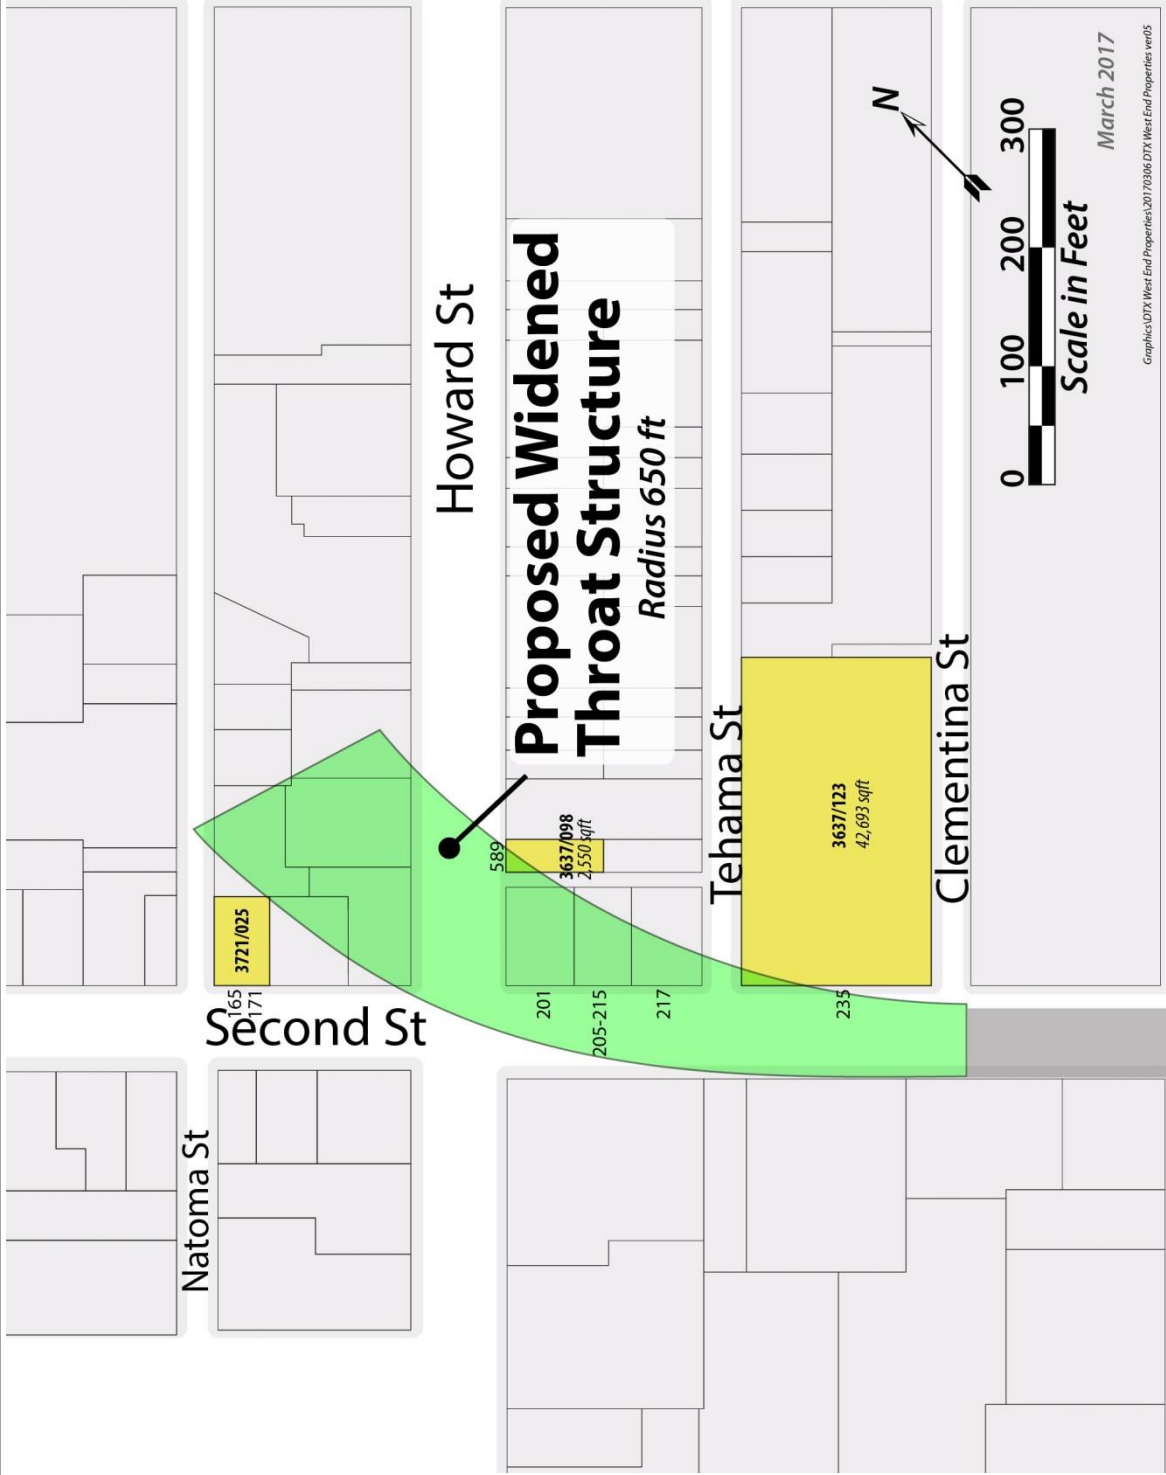 Natoma St
Second St
165
171
3721/025
Howard St
Proposed Widened
Throat Structure
Radius 650 ft
589
3637/098
2,550 sqft
201
205-215
217
Tehama St
3637/123
42,693 sqft
235
Clementina St
N
0 100 200 300
Scale in Feet
March 2017
Graphics\DTX West End Properties\20170306 DTX West End Properties ver05